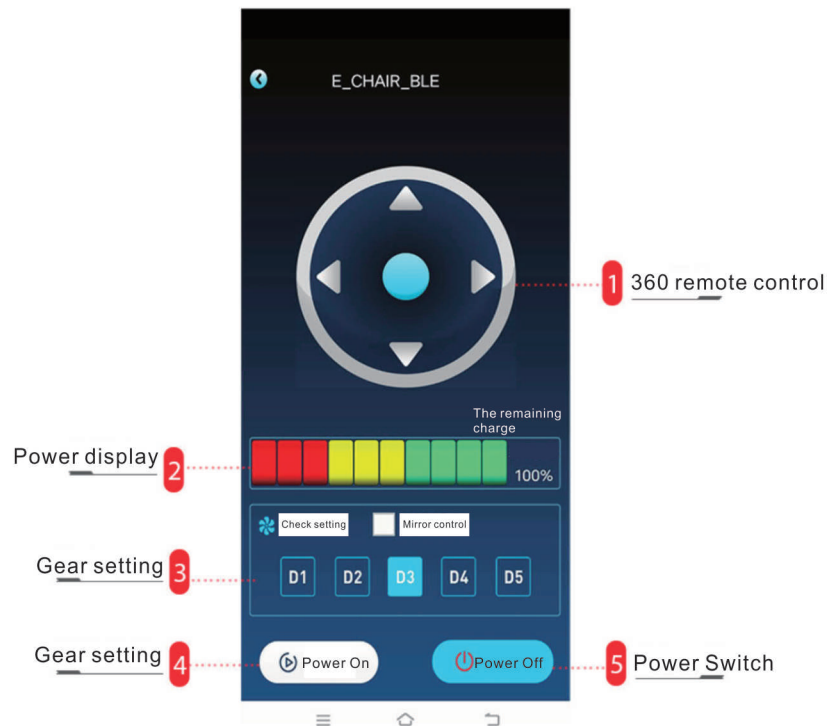 E_CHAIR_BLE
1 360 remote control
The remaining
charge
Power display 2
100%
Check setting Mirror control
Gear setting 3
D1 D2 D3 D4 D5
Gear setting 4
Power On
Power Off
5 Power Switch